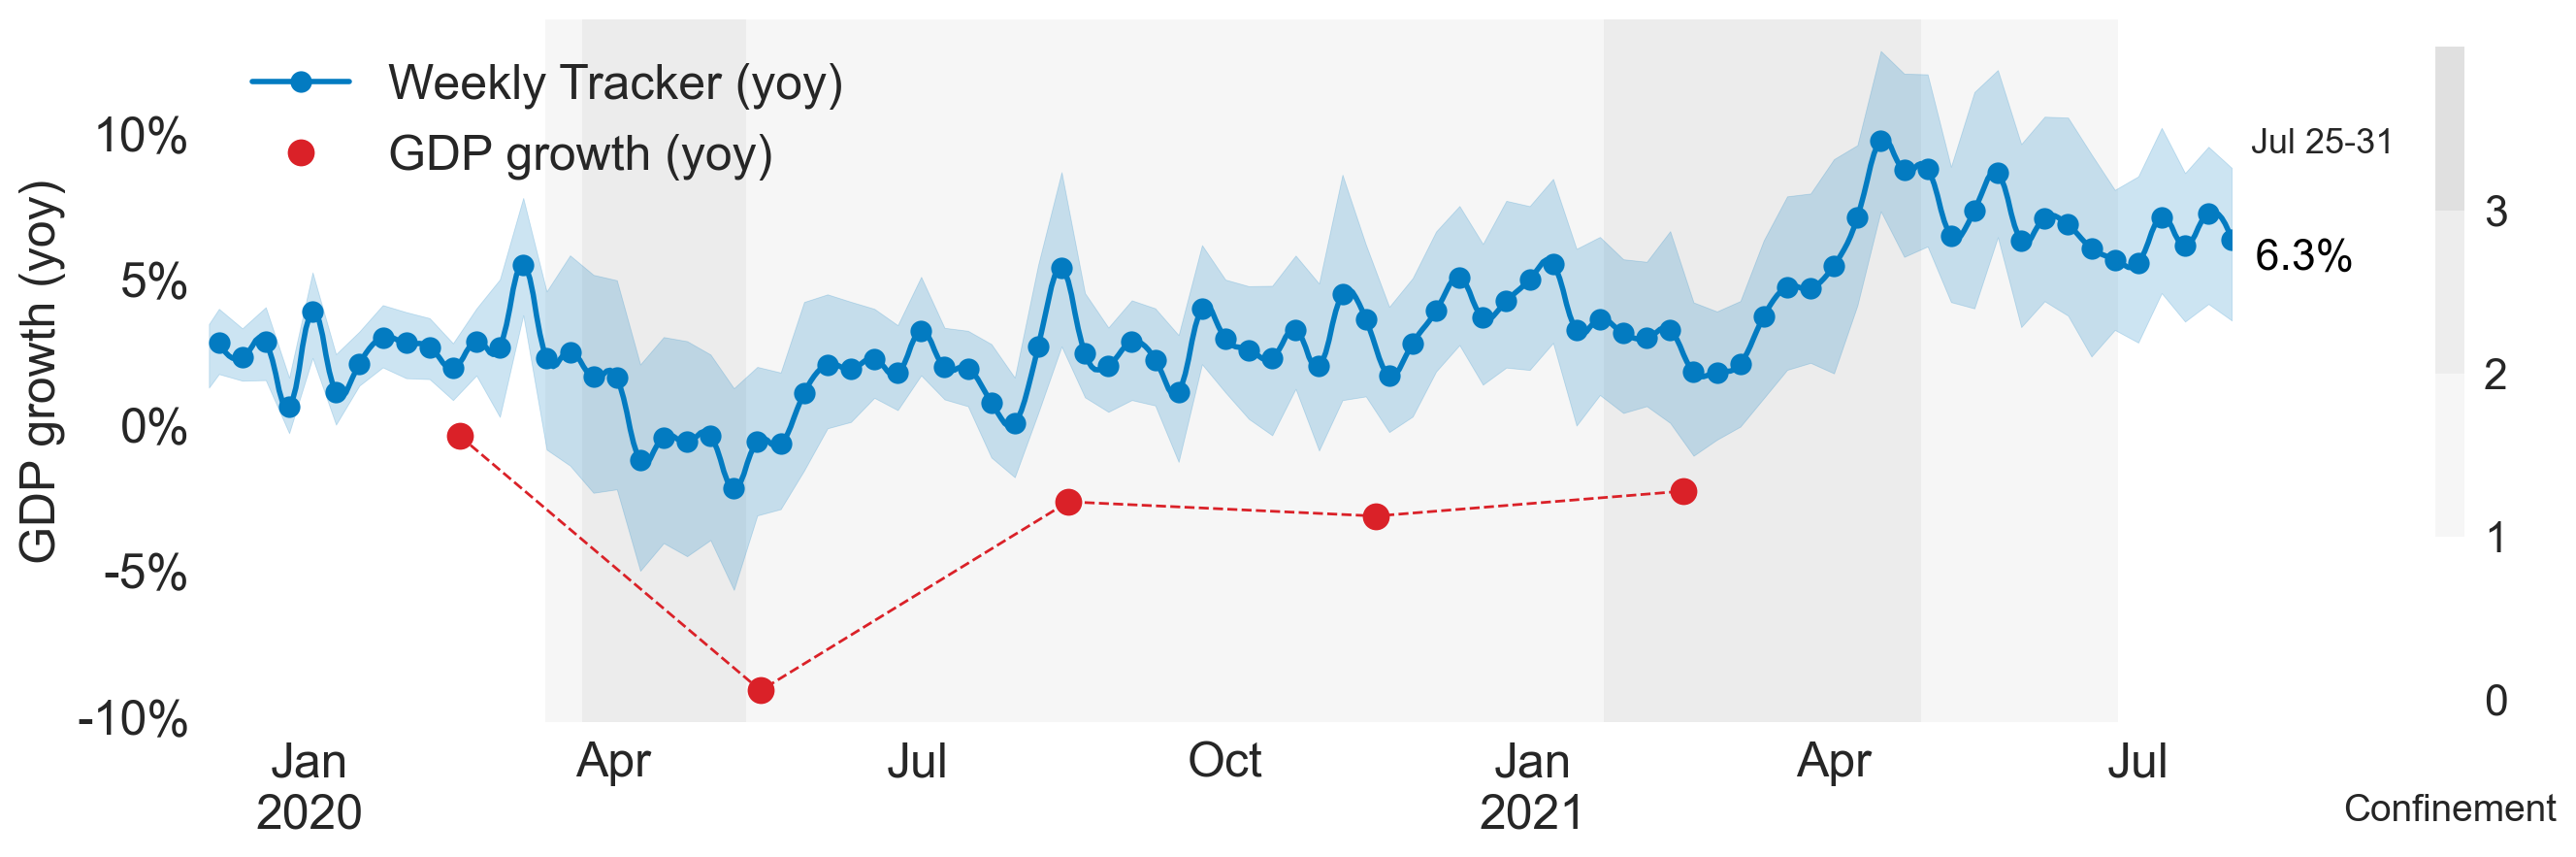 Weekly Tracker (yoy)
GDP growth (yoy)
GDP growth (yoy)
10%
5%
0%
-5%
-10%
Jan
2020
Apr
Jul
Oct
Jan
2021
Apr
Jul
Jul 25-31
6.3%
3
2
1
0
Confinement